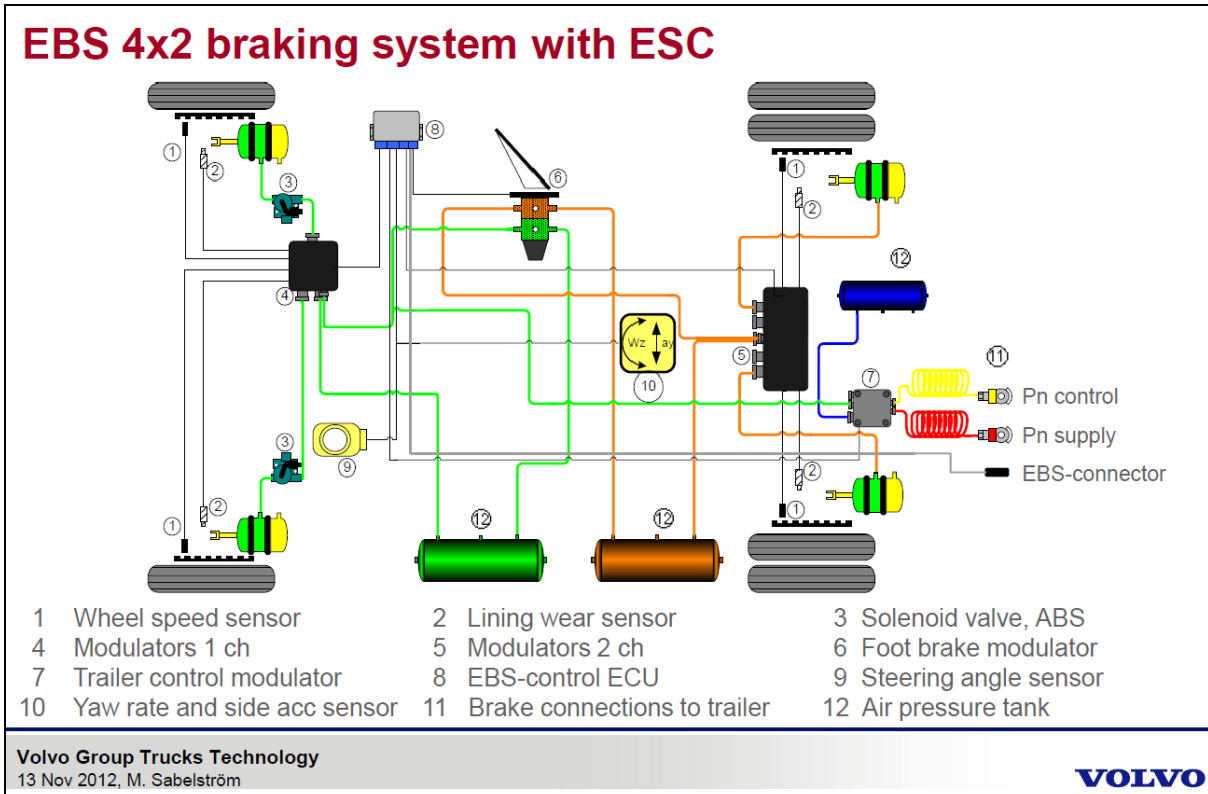 EBS 4x2 braking system with ESC
1
2
3
4
8
6
Wz ay
10
9
3
2
1
12
12
1
2
5
12
7
11
Pn control
Pn supply
EBS-connector
2
1
1 Wheel speed sensor 2 Lining wear sensor 3 Solenoid valve, ABS
4 Modulators 1 ch 5 Modulators 2 ch 6 Foot brake modulator
7 Trailer control modulator 8 EBS-control ECU 9 Steering angle sensor
10 Yaw rate and side acc sensor 11 Brake connections to trailer 12 Air pressure tank
Volvo Group Trucks Technology
13 Nov 2012, M. Sabelström
VOLVO